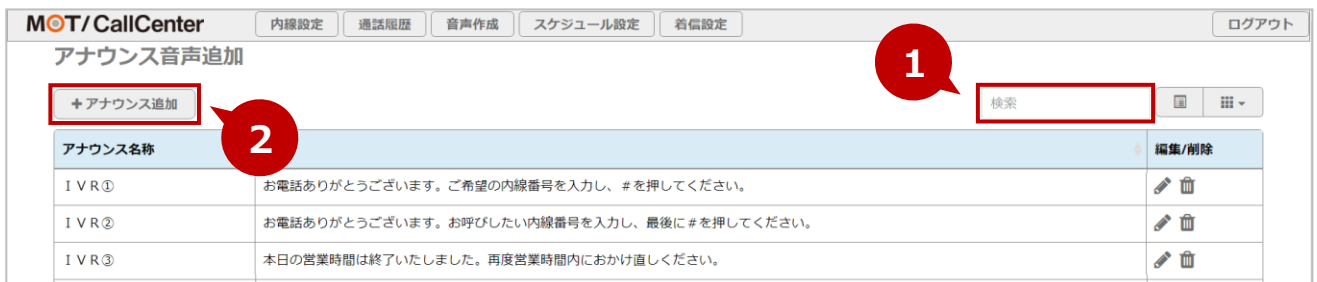 MOT/CallCenter 内線設定 通話履歴 音声作成 スケジュール設定 着信設定 ログアウト
アナウンス音声追加
1
+アナウンス追加 検索
2
アナウンス名称 編集/削除
IVR① お電話ありがとうございます。ご希望の内線番号を入力し、#を押してください。
IVR② お電話ありがとうございます。お呼びしたい内線番号を入力し、最後に#を押してください。
IVR③ 本日の営業時間は終了いたしました。再度営業時間内におかけ直しください。